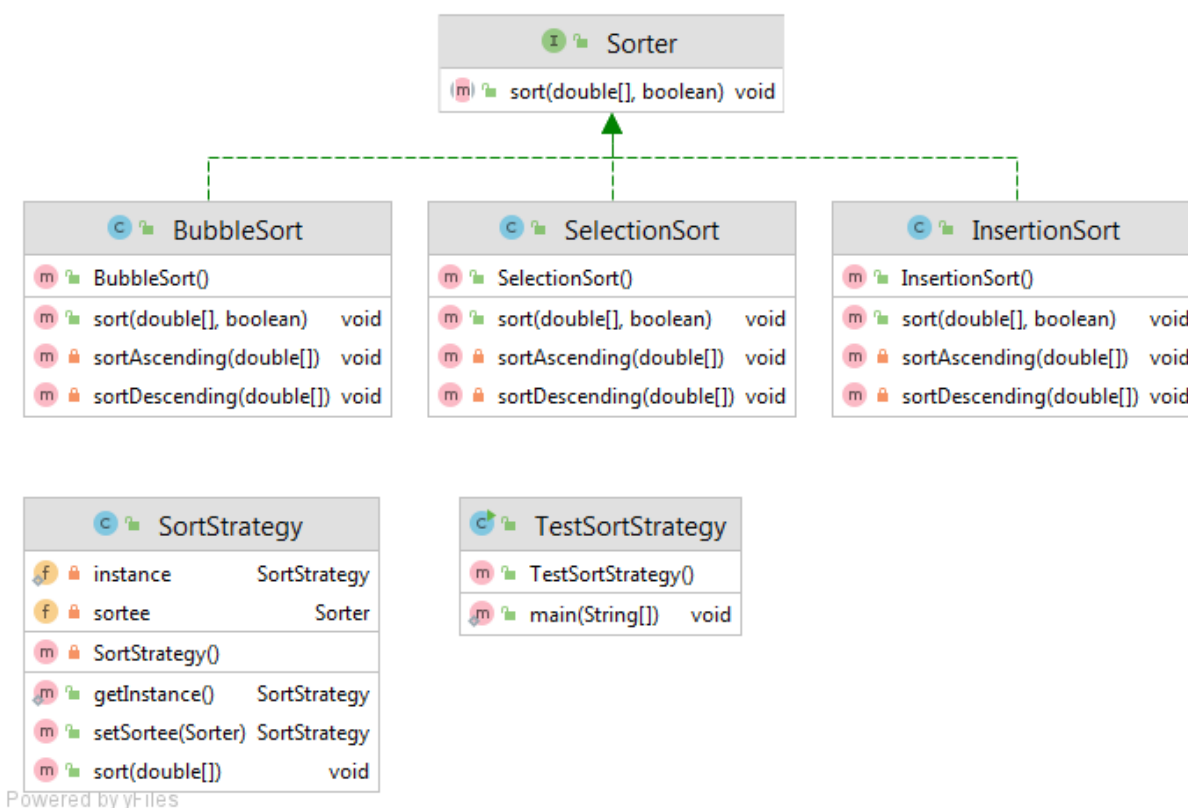 Sorter
sort(double[], boolean) void
BubbleSort
BubbleSort()
sort(double[], boolean) void
sortAscending(double[]) void
sortDescending(double[]) void
SelectionSort
SelectionSort()
sort(double[], boolean) void
sortAscending(double[]) void
sortDescending(double[]) void
InsertionSort
InsertionSort()
sort(double[], boolean) void
sortAscending(double[]) void
sortDescending(double[]) void
SortStrategy
instance SortStrategy
sortee Sorter
SortStrategy()
getInstance() SortStrategy
setSortee(Sorter) SortStrategy
sort(double[]) void
TestSortStrategy
TestSortStrategy()
main(String[]) void
Powered by yFiles